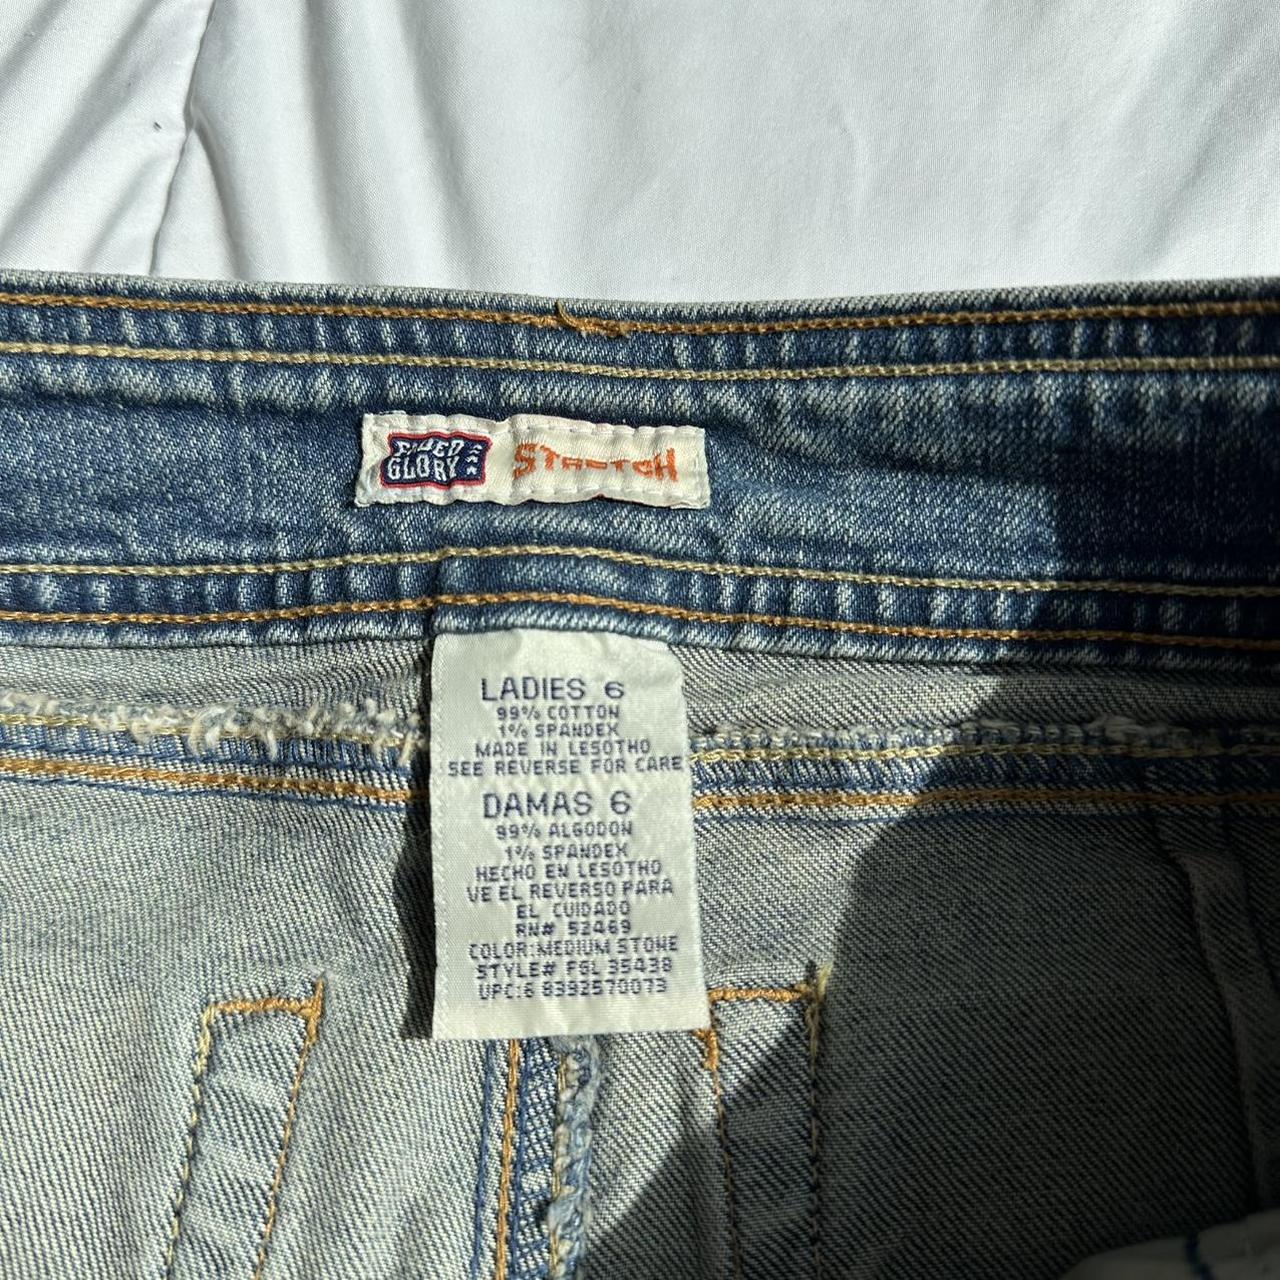 FADED
GLORY
STRETCH
LADIES 6
99% COTTON
1% SPANDEX
MADE IN LESOTHO
SEE REVERSE FOR CARE
DAMAS 6
99% ALGODON
1% SPANDEX
HECHO EN LESOTHO
VE EL REVERSO PARA
EL CUIDADO
RN# 52469
COLOR:MEDIUM STONE
STYLE# FGL 35438
UPC:6 8392570073